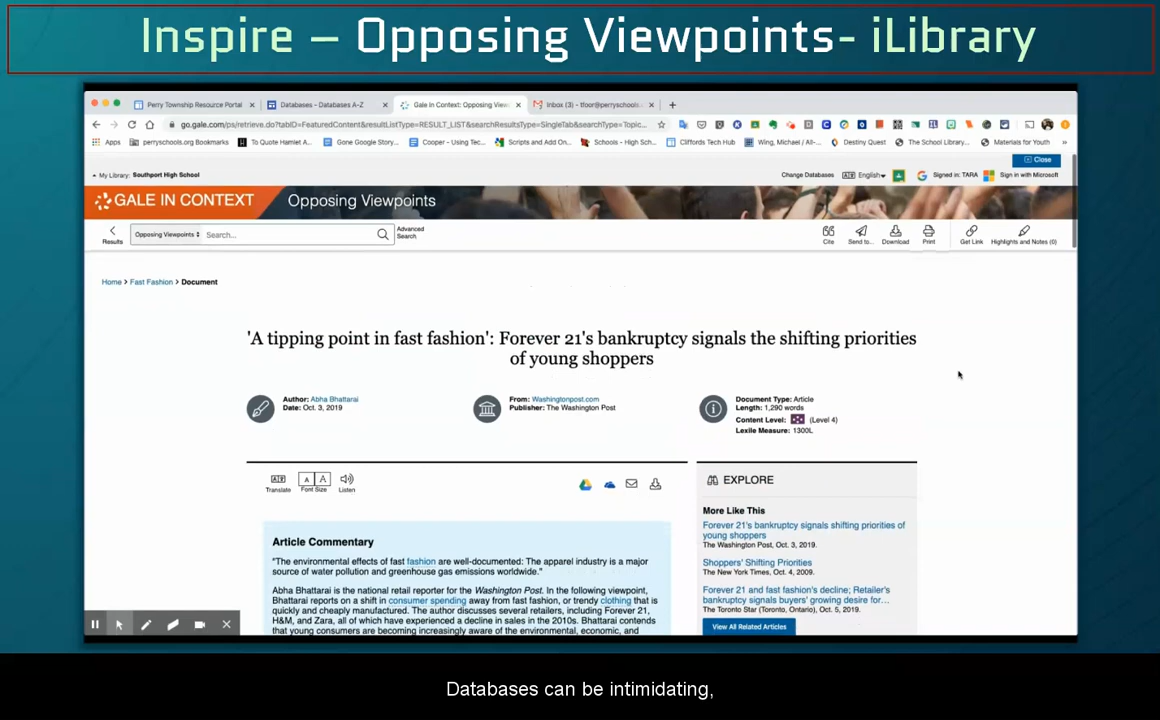 Inspire – Opposing Viewpoints- iLibrary
Perry Township Resource Portal
Databases - Databases A-Z
Gale In Context: Opposing View
Inbox (3) - tfoor@perryschools
go.gale.com/ps/retrieve.do?tabID=FeaturedContent&resultListType=RESULT_LIST&searchResultsType=SingleTab&searchType=Topic...
Apps perryschools.org Bookmarks To Quote Hamlet A... Gone Google Story... Cooper - Using Tec... Scripts and Add On... Schools - High Sch... Cliffords Tech Hub Wing, Michael / All-... Destiny Quest The School Library... Materials for Youth »
Close
My Library: Southport High School
Change Databases English Signed in: TARA Sign in with Microsoft
GALE IN CONTEXT Opposing Viewpoints
Results
Opposing Viewpoints Search...
Advanced
Search
Cite Send to... Download Print Get Link Highlights and Notes (0)
Home > Fast Fashion > Document
'A tipping point in fast fashion': Forever 21's bankruptcy signals the shifting priorities
of young shoppers
Author: Abha Bhattarai
Date: Oct. 3, 2019
From: Washingtonpost.com
Publisher: The Washington Post
Document Type: Article
Length: 1,290 words
Content Level: (Level 4)
Lexile Measure: 1300L
Translate Font Size Listen
A A
EXPLORE
Article Commentary
"The environmental effects of fast fashion are well-documented: The apparel industry is a major
source of water pollution and greenhouse gas emissions worldwide."
Abha Bhattarai is the national retail reporter for the Washington Post. In the following viewpoint,
Bhattarai reports on a shift in consumer spending away from fast fashion, or trendy clothing that is
quickly and cheaply manufactured. The author discusses several retailers, including Forever 21,
H&M, and Zara, all of which have experienced a decline in sales in the 2010s. Bhattarai contends
that young consumers are becoming increasingly aware of the environmental, economic, and
More Like This
Forever 21's bankruptcy signals shifting priorities of
young shoppers
The Washington Post, Oct. 3, 2019.
Shoppers' Shifting Priorities
The New York Times, Oct. 4, 2009.
Forever 21 and fast fashion's decline; Retailer's
bankruptcy signals buyers' growing desire for...
The Toronto Star (Toronto, Ontario), Oct. 5, 2019.
View All Related Articles
Databases can be intimidating,